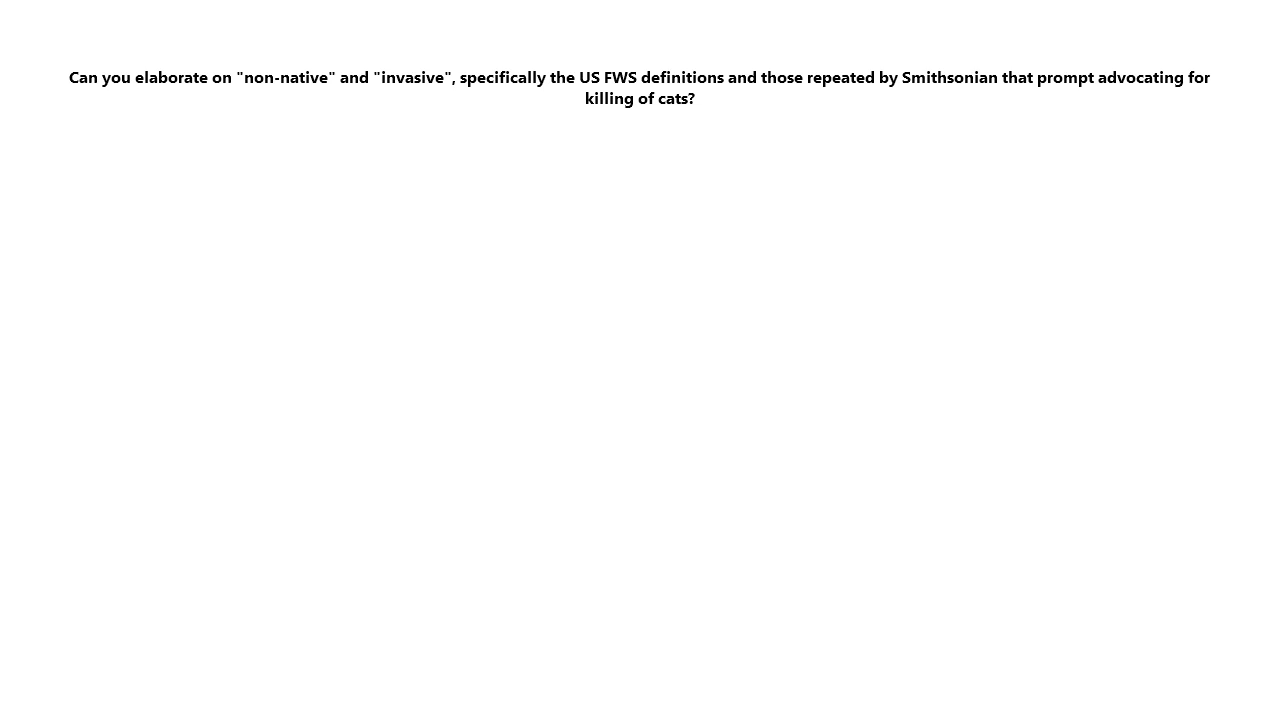 Can you elaborate on "non-native" and "invasive", specifically the US FWS definitions and those repeated by Smithsonian that prompt advocating for
killing of cats?